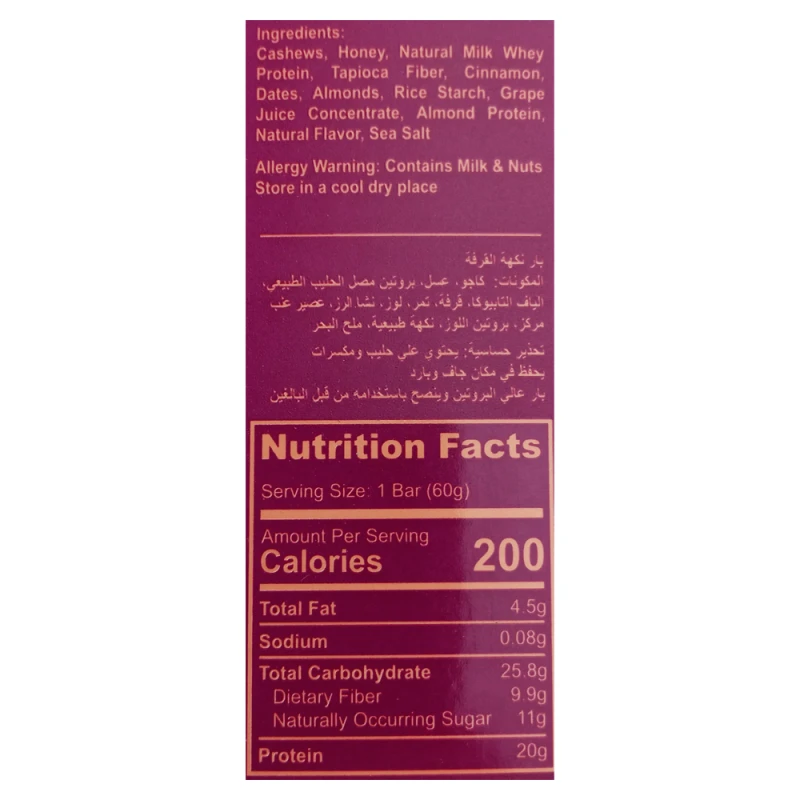 Ingredients:
Cashews, Honey, Natural Milk Whey
Protein, Tapioca Fiber, Cinnamon,
Dates, Almonds, Rice Starch, Grape
Juice Concentrate, Almond Protein,
Natural Flavor, Sea Salt
Allergy Warning: Contains Milk & Nuts
Store in a cool dry place
بار نكهة القرفة
المكونات: كاجو، عسل، بروتين مصل الحليب الطبيعي،
الياف التابيوكا، قرفة، تمر، لوز، نشا الرز، عصير عنب
مركز، بروتين اللوز، نكهة طبيعية، ملح البحر
تحذير حساسية: يحتوي علي حليب ومكسرات
يحفظ في مكان جاف وبارد
بار عالي البروتين وينصح باستخدامه من قبل البالغين
Nutrition Facts
Serving Size: 1 Bar (60g)
Amount Per Serving
Calories 200
Total Fat 4.5g
Sodium 0.08g
Total Carbohydrate 25.8g
Dietary Fiber 9.9g
Naturally Occurring Sugar 11g
Protein 20g